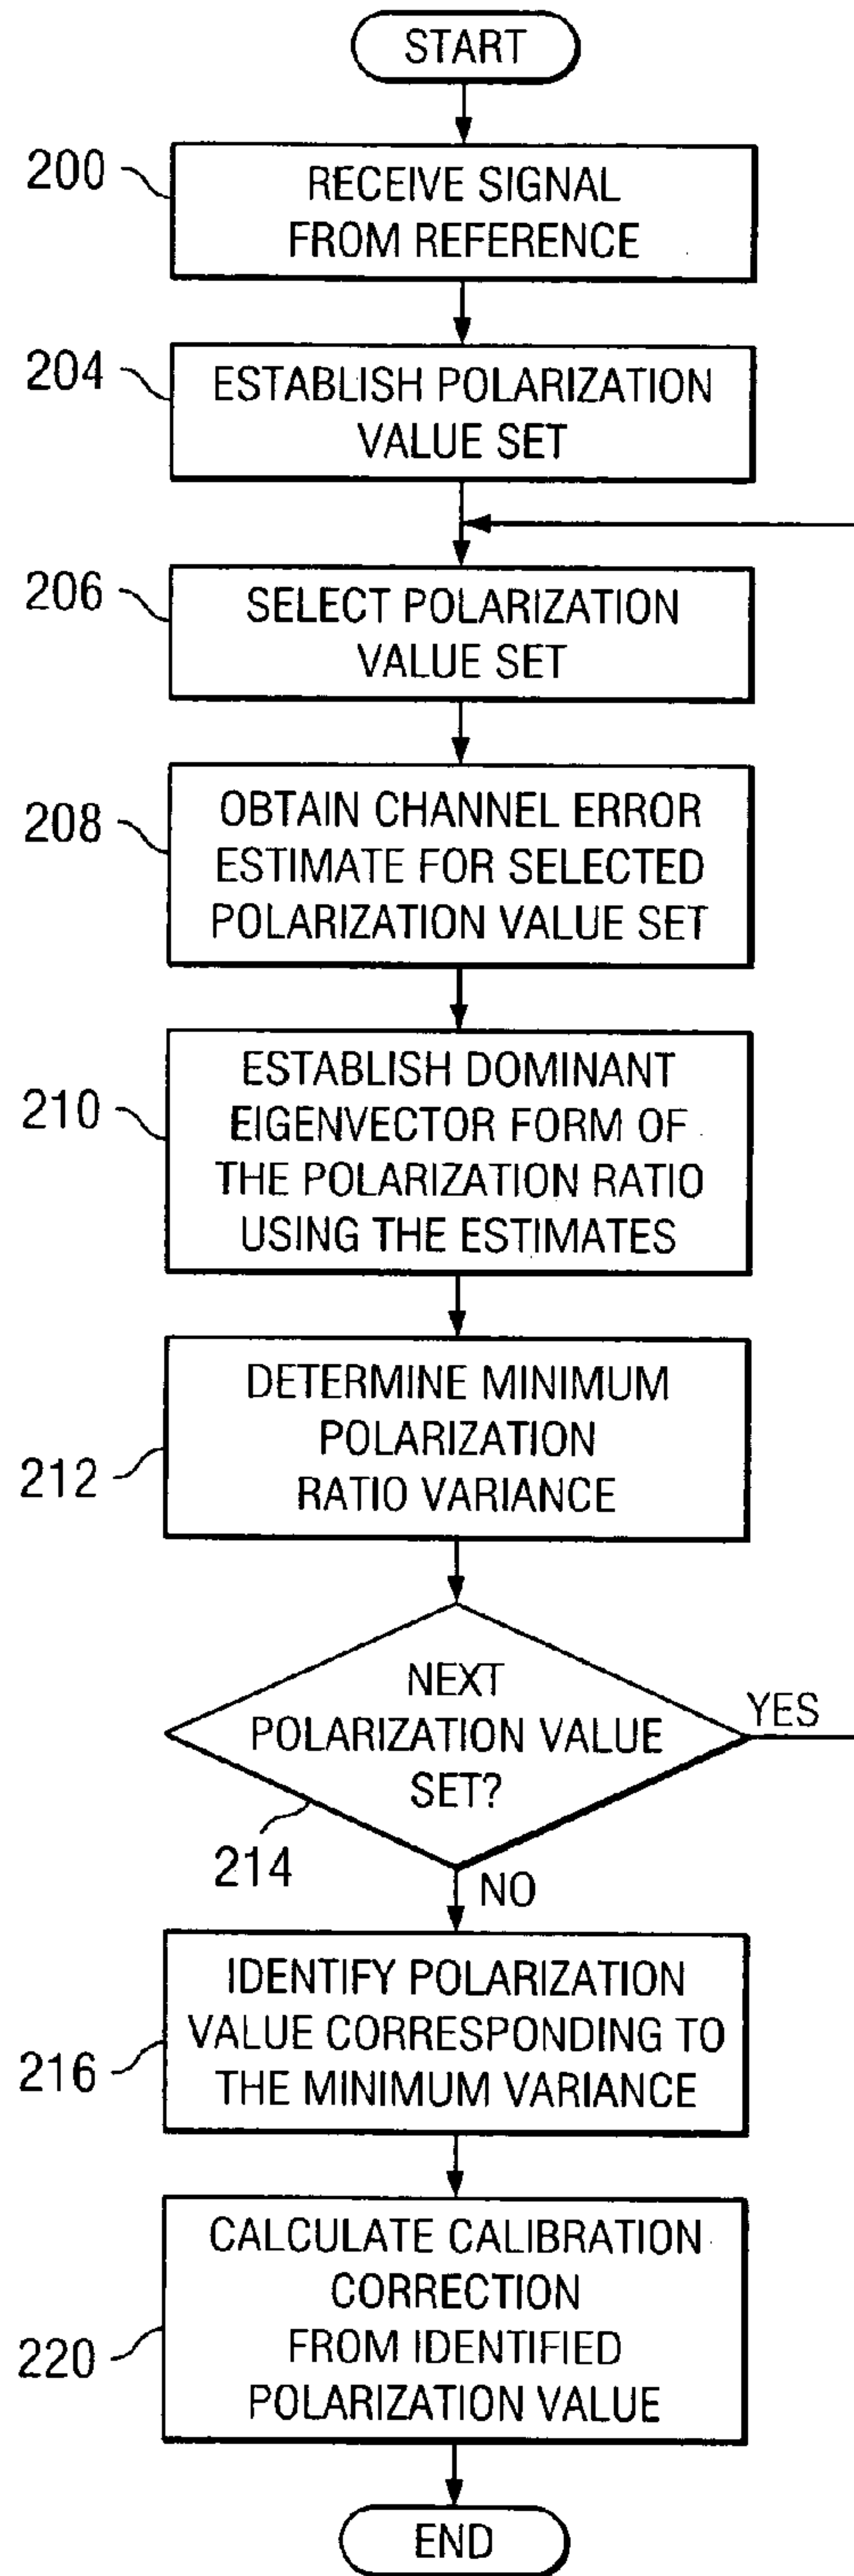 START
200
RECEIVE SIGNAL
FROM REFERENCE
204
ESTABLISH POLARIZATION
VALUE SET
206
SELECT POLARIZATION
VALUE SET
208
OBTAIN CHANNEL ERROR
ESTIMATE FOR SELECTED
POLARIZATION VALUE SET
210
ESTABLISH DOMINANT
EIGENVECTOR FORM OF
THE POLARIZATION RATIO
USING THE ESTIMATES
212
DETERMINE MINIMUM
POLARIZATION
RATIO VARIANCE
NEXT
POLARIZATION VALUE
SET?
YES
214
NO
216
IDENTIFY POLARIZATION
VALUE CORRESPONDING TO
THE MINIMUM VARIANCE
220
CALCULATE CALIBRATION
CORRECTION
FROM IDENTIFIED
POLARIZATION VALUE
END